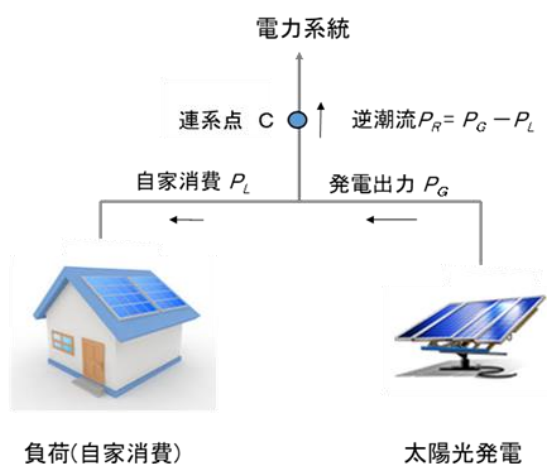 電力系統
連系点 C
逆潮流P_R= P_G －P_L
自家消費 P_L
発電出力 P_G
負荷(自家消費)
太陽光発電